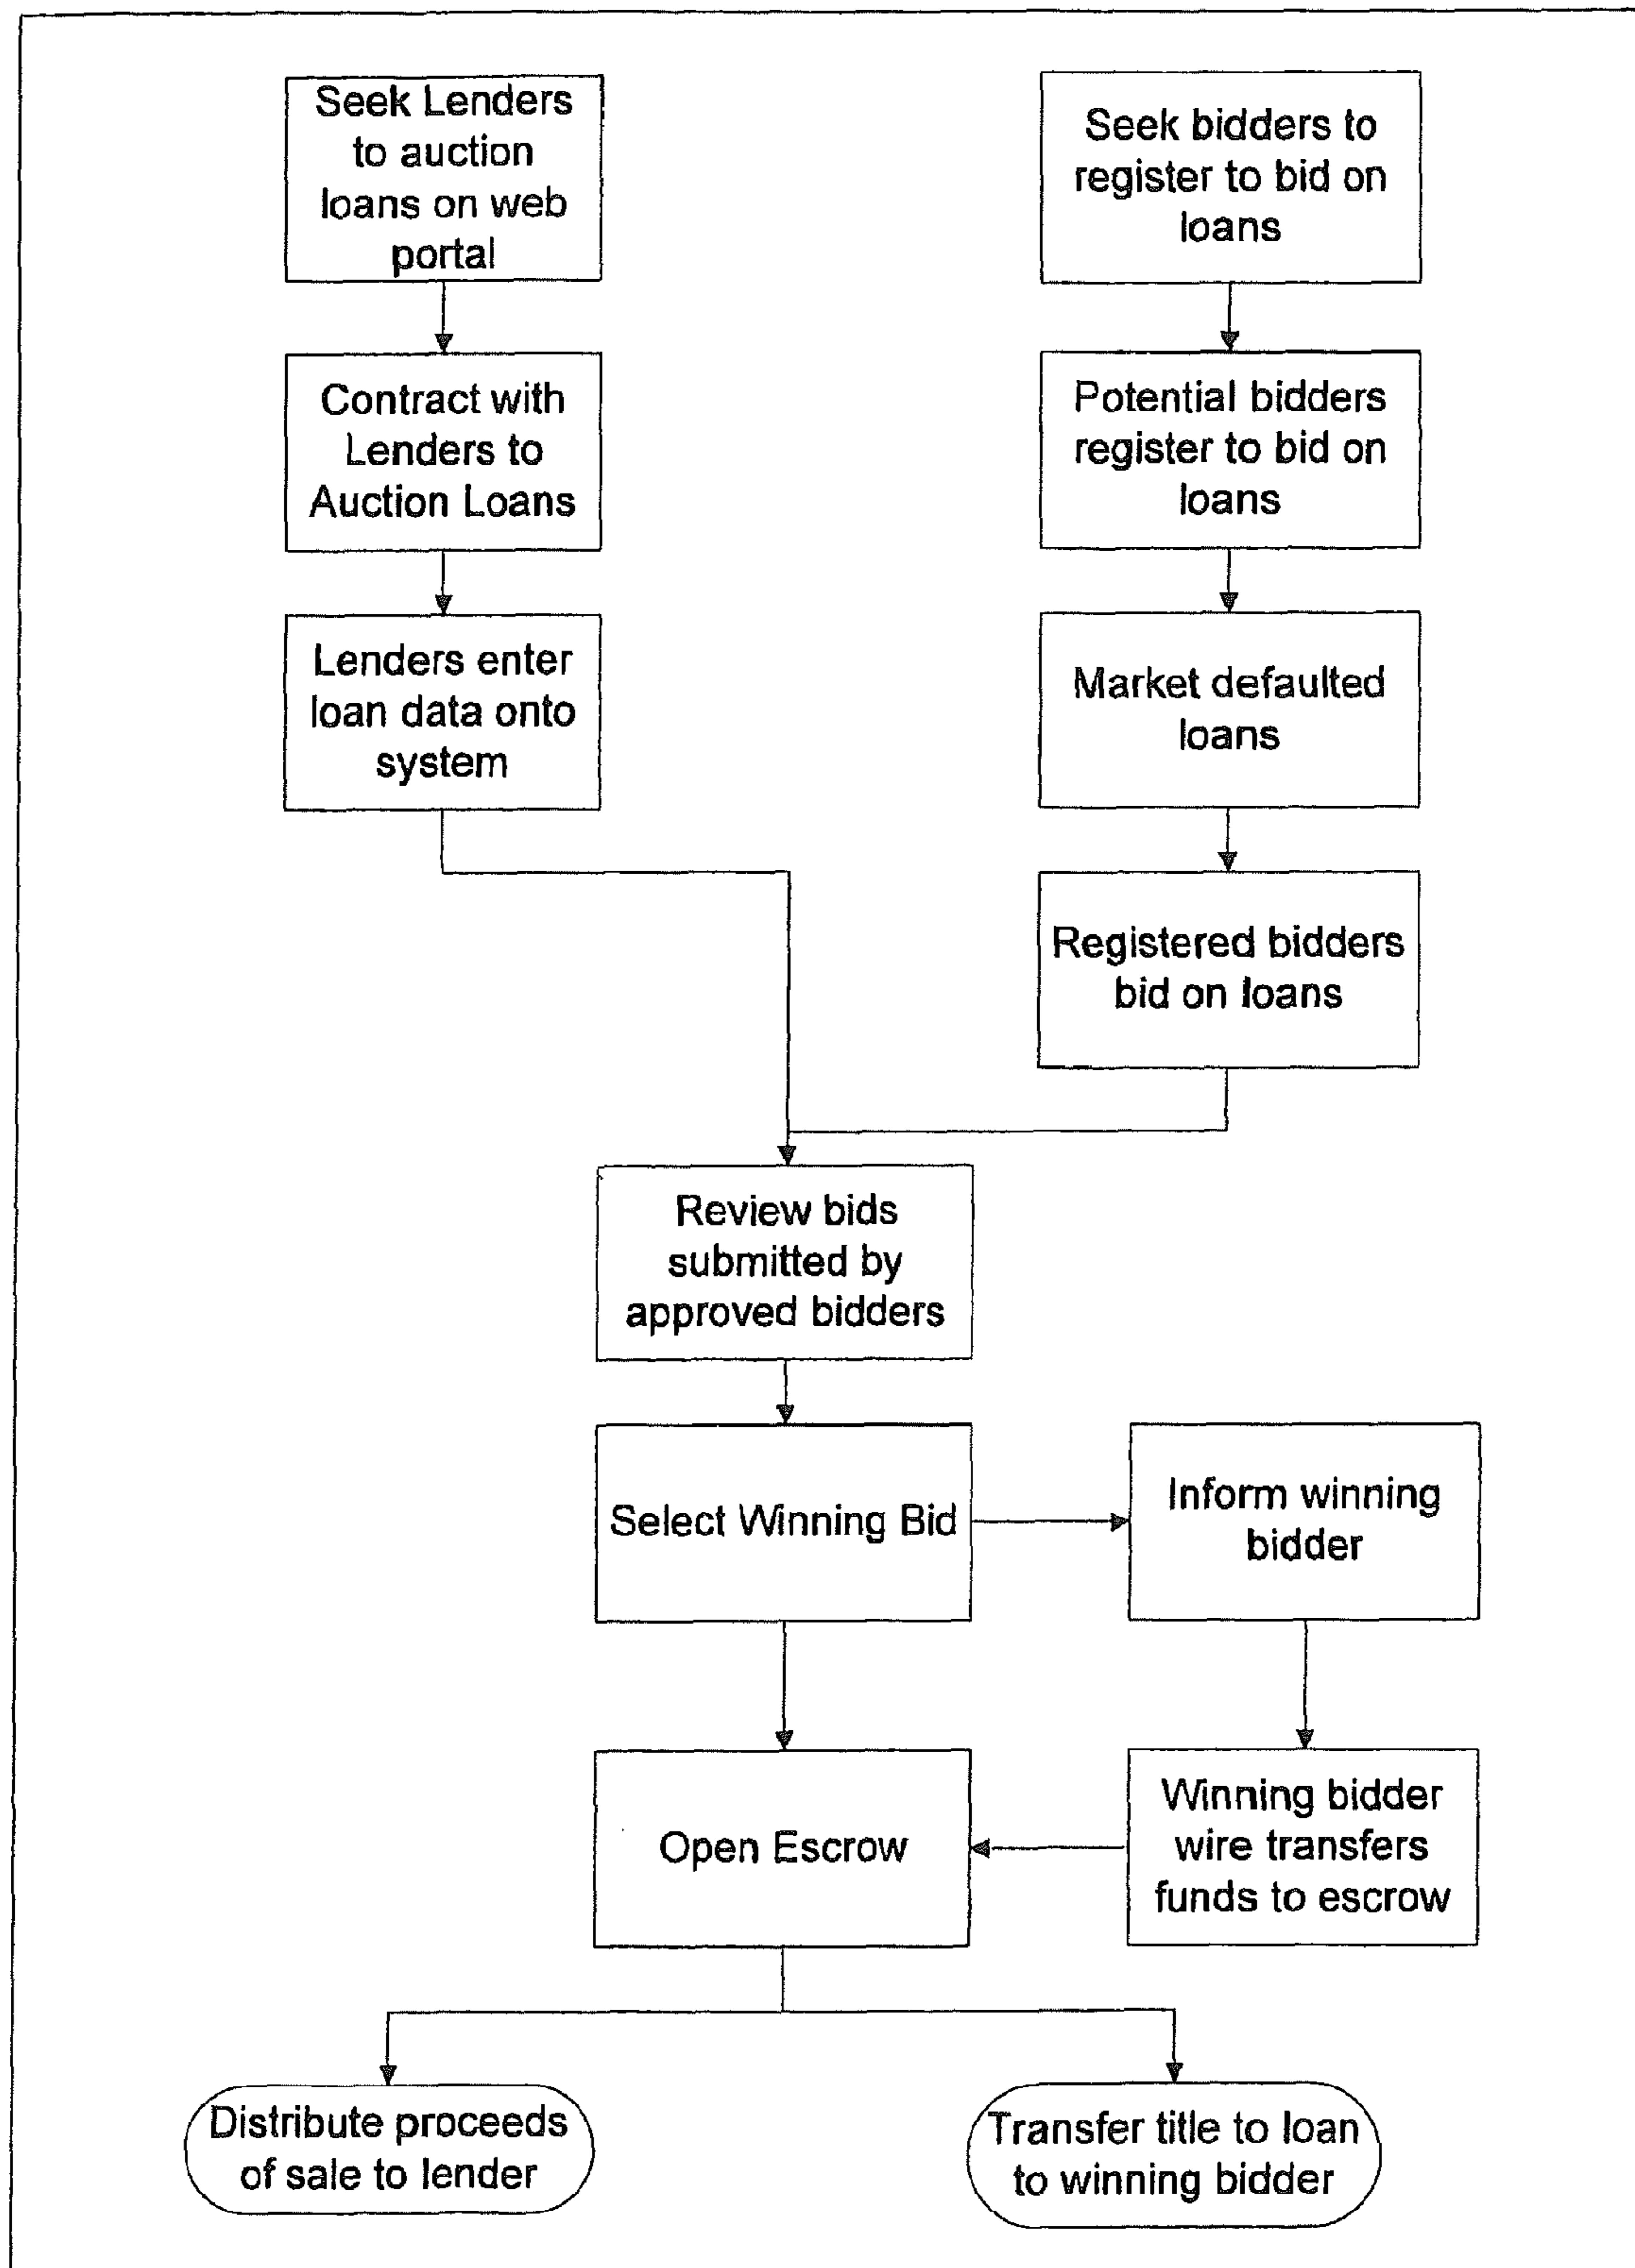 Seek Lenders
to auction
loans on web
portal
Seek bidders to
register to bid on
loans
Contract with
Lenders to
Auction Loans
Potential bidders
register to bid on
loans
Lenders enter
loan data onto
system
Market defaulted
loans
Registered bidders
bid on loans
Review bids
submitted by
approved bidders
Select Winning Bid
Inform winning
bidder
Open Escrow
Winning bidder
wire transfers
funds to escrow
Distribute proceeds
of sale to lender
Transfer title to loan
to winning bidder